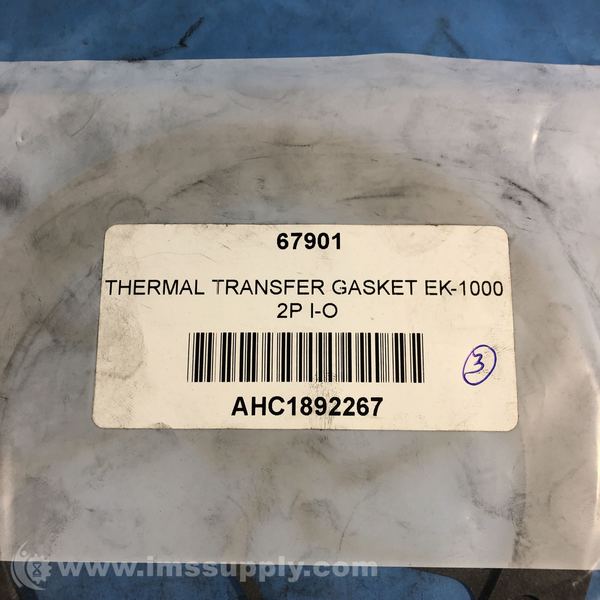 67901
THERMAL TRANSFER GASKET EK-1000
2P I-O
3
AHC1892267
www.imssupply.com